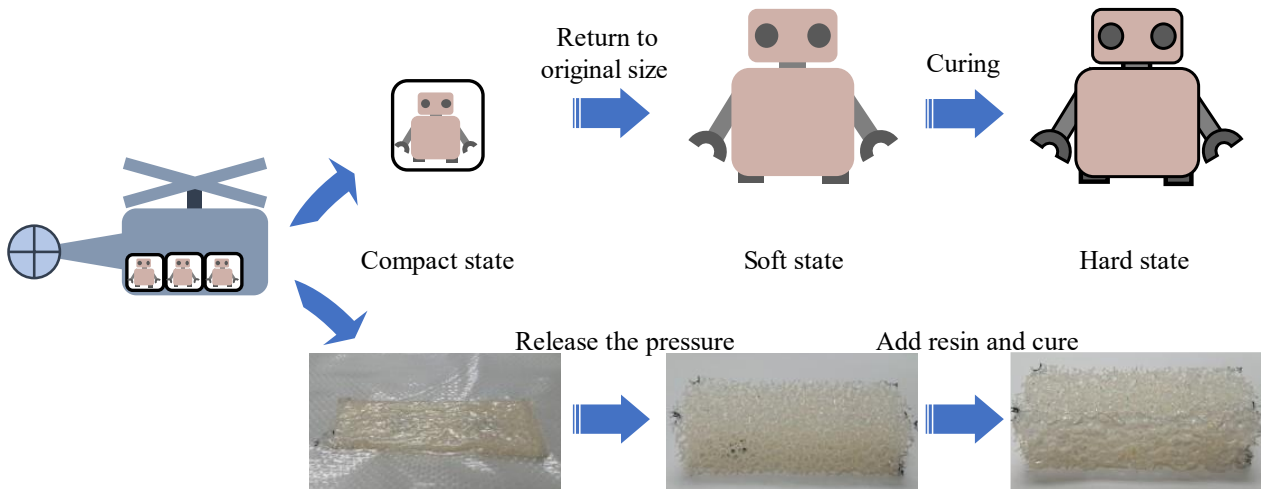 Return to
original size
Curing
Compact state
Soft state
Hard state
Release the pressure
Add resin and cure